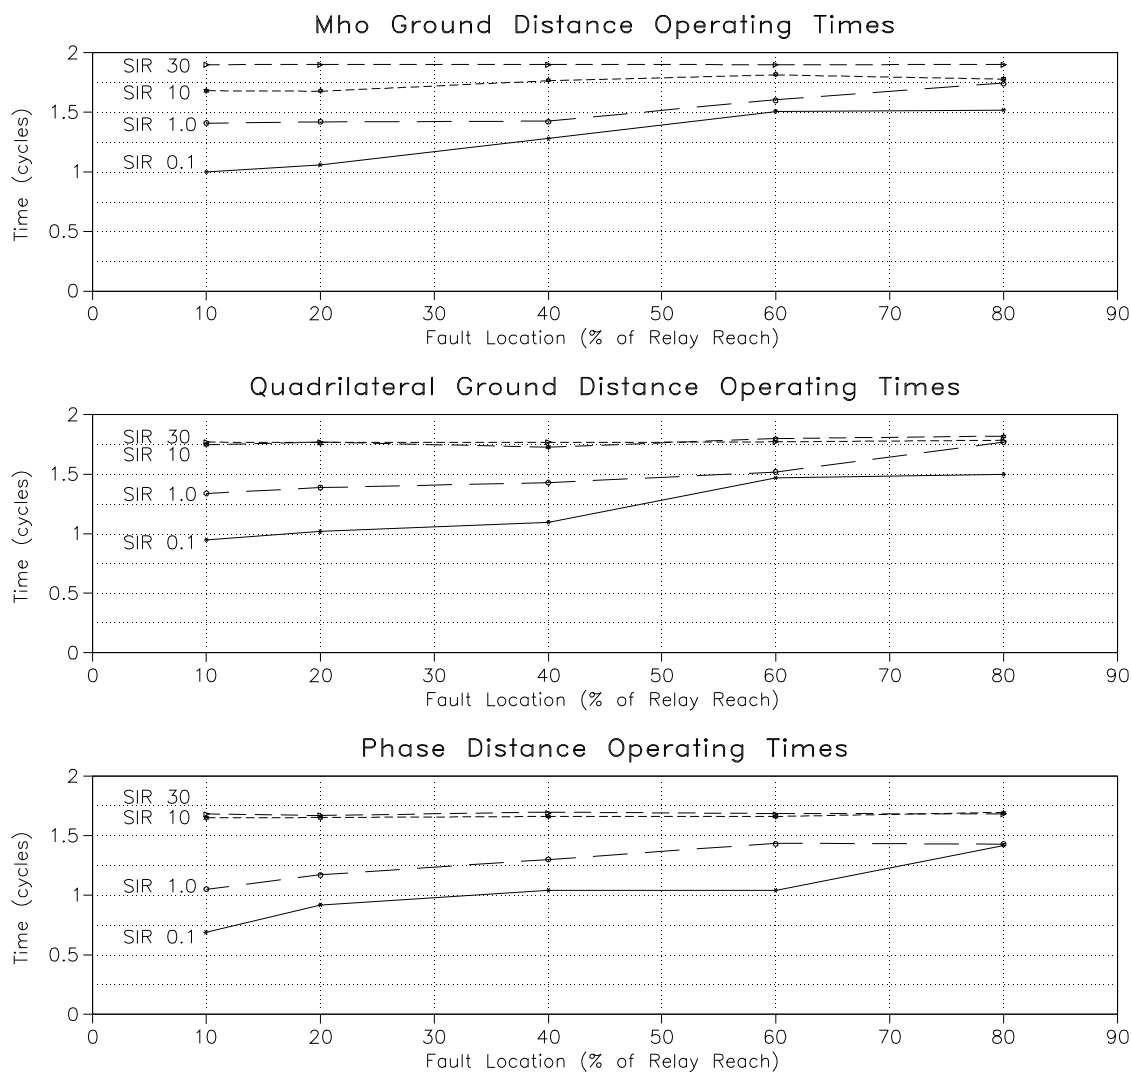 Mho Ground Distance Operating Times
Time (cycles)
2
1.5
1
0.5
0
SIR 30
SIR 10
SIR 1.0
SIR 0.1
0 10 20 30 40 50 60 70 80 90
Fault Location (% of Relay Reach)
Quadrilateral Ground Distance Operating Times
Time (cycles)
2
1.5
1
0.5
0
SIR 30
SIR 10
SIR 1.0
SIR 0.1
0 10 20 30 40 50 60 70 80 90
Fault Location (% of Relay Reach)
Phase Distance Operating Times
Time (cycles)
2
1.5
1
0.5
0
SIR 30
SIR 10
SIR 1.0
SIR 0.1
0 10 20 30 40 50 60 70 80 90
Fault Location (% of Relay Reach)